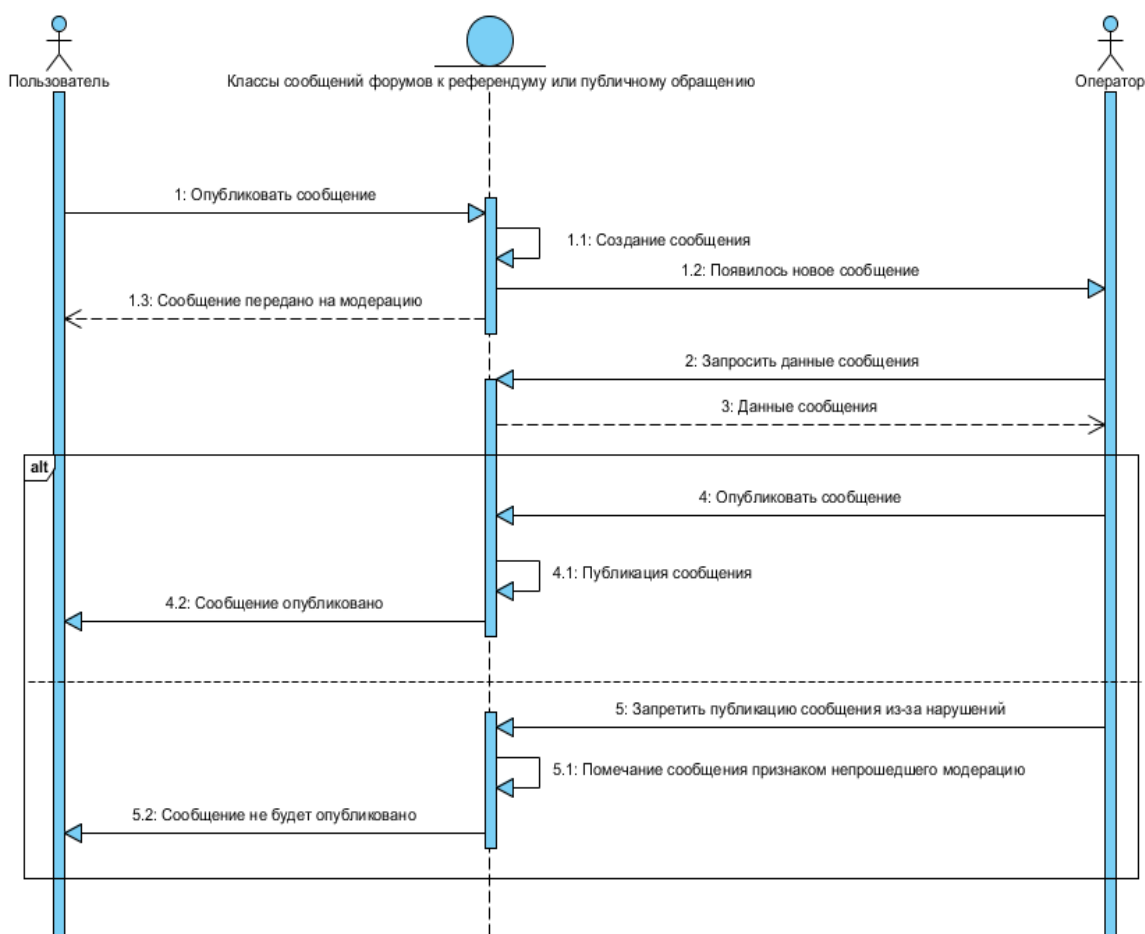 Пользователь
Классы сообщений форумов к референдуму или публичному обращению
Оператор
1: Опубликовать сообщение
1.1: Создание сообщения
1.2: Появилось новое сообщение
1.3: Сообщение передано на модерацию
2: Запросить данные сообщения
3: Данные сообщения
alt
4: Опубликовать сообщение
4.1: Публикация сообщения
4.2: Сообщение опубликовано
5: Запретить публикацию сообщения из-за нарушений
5.1: Помечание сообщения признаком непрошедшего модерацию
5.2: Сообщение не будет опубликовано